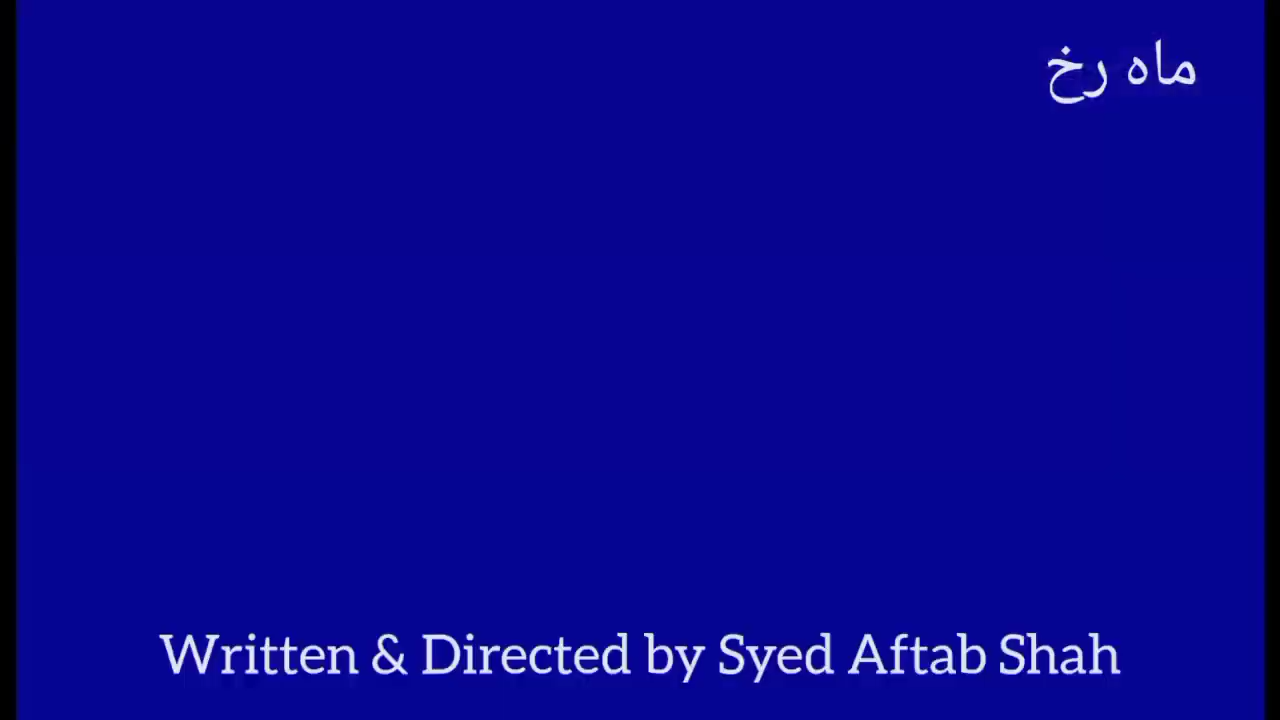 ماہ رخ
Written & Directed by Syed Aftab Shah